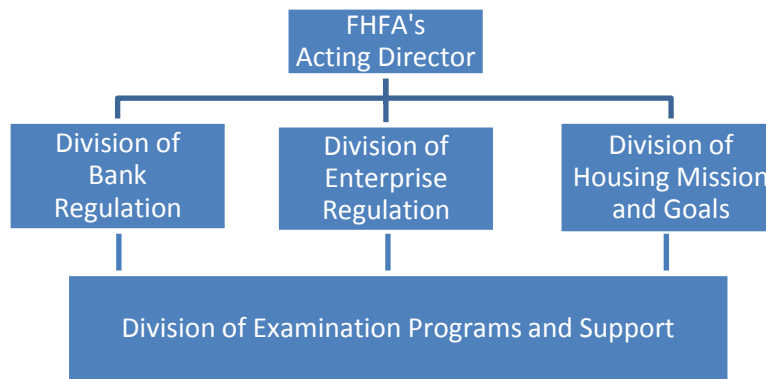 FHFA's
Acting Director
Division of
Bank
Regulation
Division of
Enterprise
Regulation
Division of
Housing Mission
and Goals
Division of Examination Programs and Support